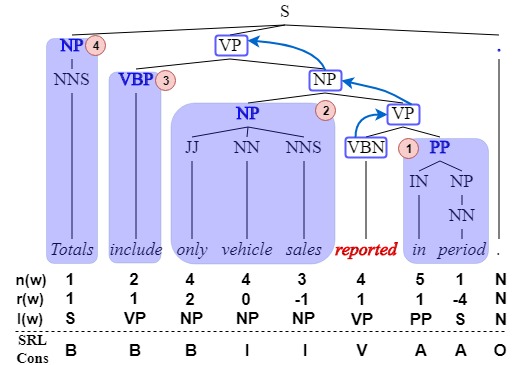 S
NP 4 VP .
NNS VBP 3 NP
NP 2 VP
JJ NN NNS VBN 1 PP
IN NP
NN
Totals include only vehicle sales reported in period .
n(w) 1 2 4 4 3 4 5 1 N
r(w) 1 1 2 0 -1 1 1 -4 N
l(w) S VP NP NP NP VP PP S N
SRL Cons B B B I I V A A O